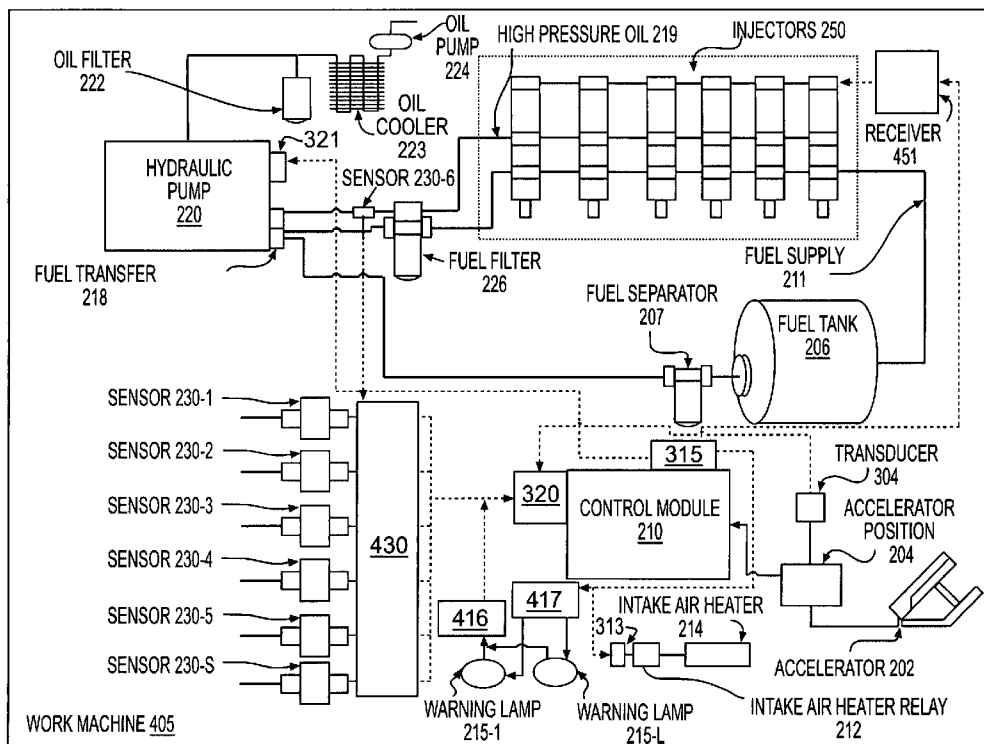 OIL FILTER
222
OIL
PUMP
224
OIL
COOLER
223
HIGH PRESSURE OIL 219
INJECTORS 250
RECEIVER
451
HYDRAULIC
PUMP
220
321
SENSOR 230-6
FUEL TRANSFER
218
FUEL FILTER
226
FUEL SUPPLY
211
FUEL SEPARATOR
207
FUEL TANK
206
SENSOR 230-1
SENSOR 230-2
SENSOR 230-3
SENSOR 230-4
SENSOR 230-5
SENSOR 230-S
430
320
315
CONTROL MODULE
210
TRANSDUCER
304
ACCELERATOR
POSITION
204
416
417
313
INTAKE AIR HEATER
214
ACCELERATOR 202
WARNING LAMP
215-1
WARNING LAMP
215-L
INTAKE AIR HEATER RELAY
212
WORK MACHINE 405